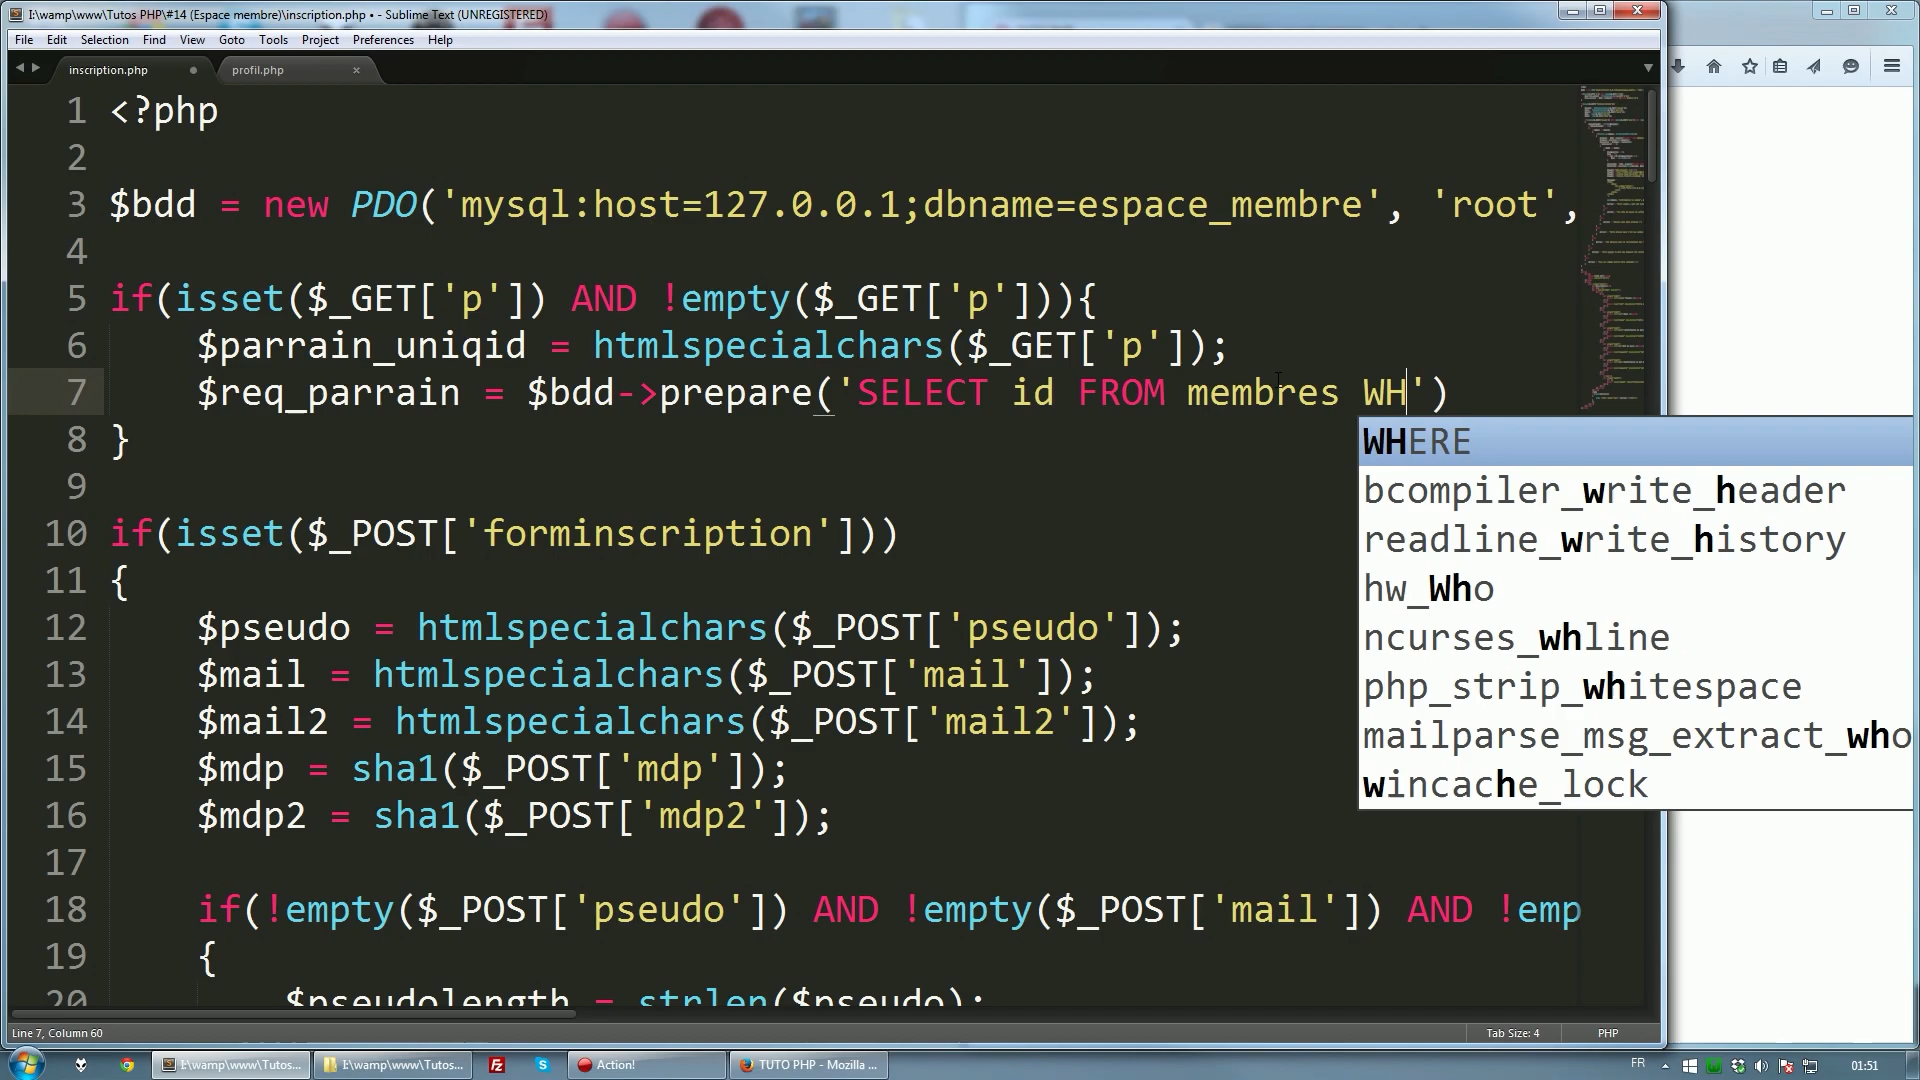 I:\wamp\www\Tutos PHP\#14 (Espace membre)\inscription.php • - Sublime Text (UNREGISTERED)
File Edit Selection Find View Goto Tools Project Preferences Help
inscription.php profil.php
1 <?php
2
3 $bdd = new PDO('mysql:host=127.0.0.1;dbname=espace_membre', 'root',
4
5 if(isset($_GET['p']) AND !empty($_GET['p'])){
6 $parrain_uniqid = htmlspecialchars($_GET['p']);
7 $req_parrain = $bdd->prepare('SELECT id FROM membres WH')
8 }
9
10 if(isset($_POST['forminscription']))
11 {
12 $pseudo = htmlspecialchars($_POST['pseudo']);
13 $mail = htmlspecialchars($_POST['mail']);
14 $mail2 = htmlspecialchars($_POST['mail2']);
15 $mdp = sha1($_POST['mdp']);
16 $mdp2 = sha1($_POST['mdp2']);
17
18 if(!empty($_POST['pseudo']) AND !empty($_POST['mail']) AND !emp
19 {
20 $pseudolength = strlen($pseudo);
WHERE
bcompiler_write_header
readline_write_history
hw_Who
ncurses_whline
php_strip_whitespace
mailparse_msg_extract_who
wincache_lock
Line 7, Column 60 Tab Size: 4 PHP
I:\wamp\www\Tutos... I:\wamp\www\Tutos... Action! TUTO PHP - Mozilla ... FR 01:51